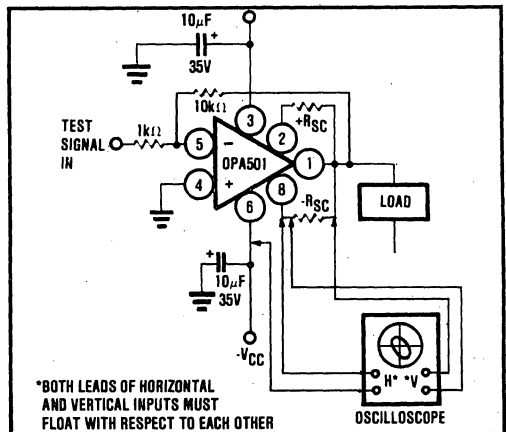 10μF
+
35V
10kΩ
+RSC
TEST
SIGNAL
IN
1kΩ
3
2
5
-
OPA501
1
4
+
8
6
LOAD
-RSC
+
10μF
35V
-VCC
H* *V
OSCILLOSCOPE
*BOTH LEADS OF HORIZONTAL
AND VERTICAL INPUTS MUST
FLOAT WITH RESPECT TO EACH OTHER